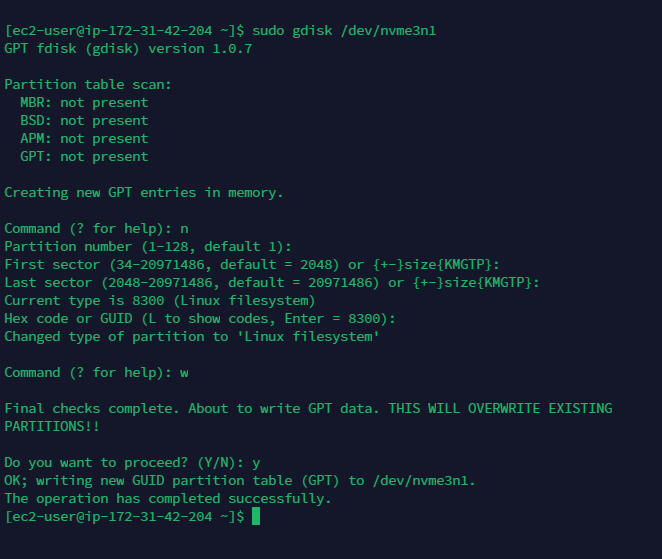 [ec2-user@ip-172-31-42-204 ~]$ sudo gdisk /dev/nvme3n1
GPT fdisk (gdisk) version 1.0.7
Partition table scan:
  MBR: not present
  BSD: not present
  APM: not present
  GPT: not present
Creating new GPT entries in memory.
Command (? for help): n
Partition number (1-128, default 1):
First sector (34-20971486, default = 2048) or {+-}size{KMGTP}:
Last sector (2048-20971486, default = 20971486) or {+-}size{KMGTP}:
Current type is 8300 (Linux filesystem)
Hex code or GUID (L to show codes, Enter = 8300):
Changed type of partition to 'Linux filesystem'
Command (? for help): w
Final checks complete. About to write GPT data. THIS WILL OVERWRITE EXISTING
PARTITIONS!!
Do you want to proceed? (Y/N): y
OK; writing new GUID partition table (GPT) to /dev/nvme3n1.
The operation has completed successfully.
[ec2-user@ip-172-31-42-204 ~]$